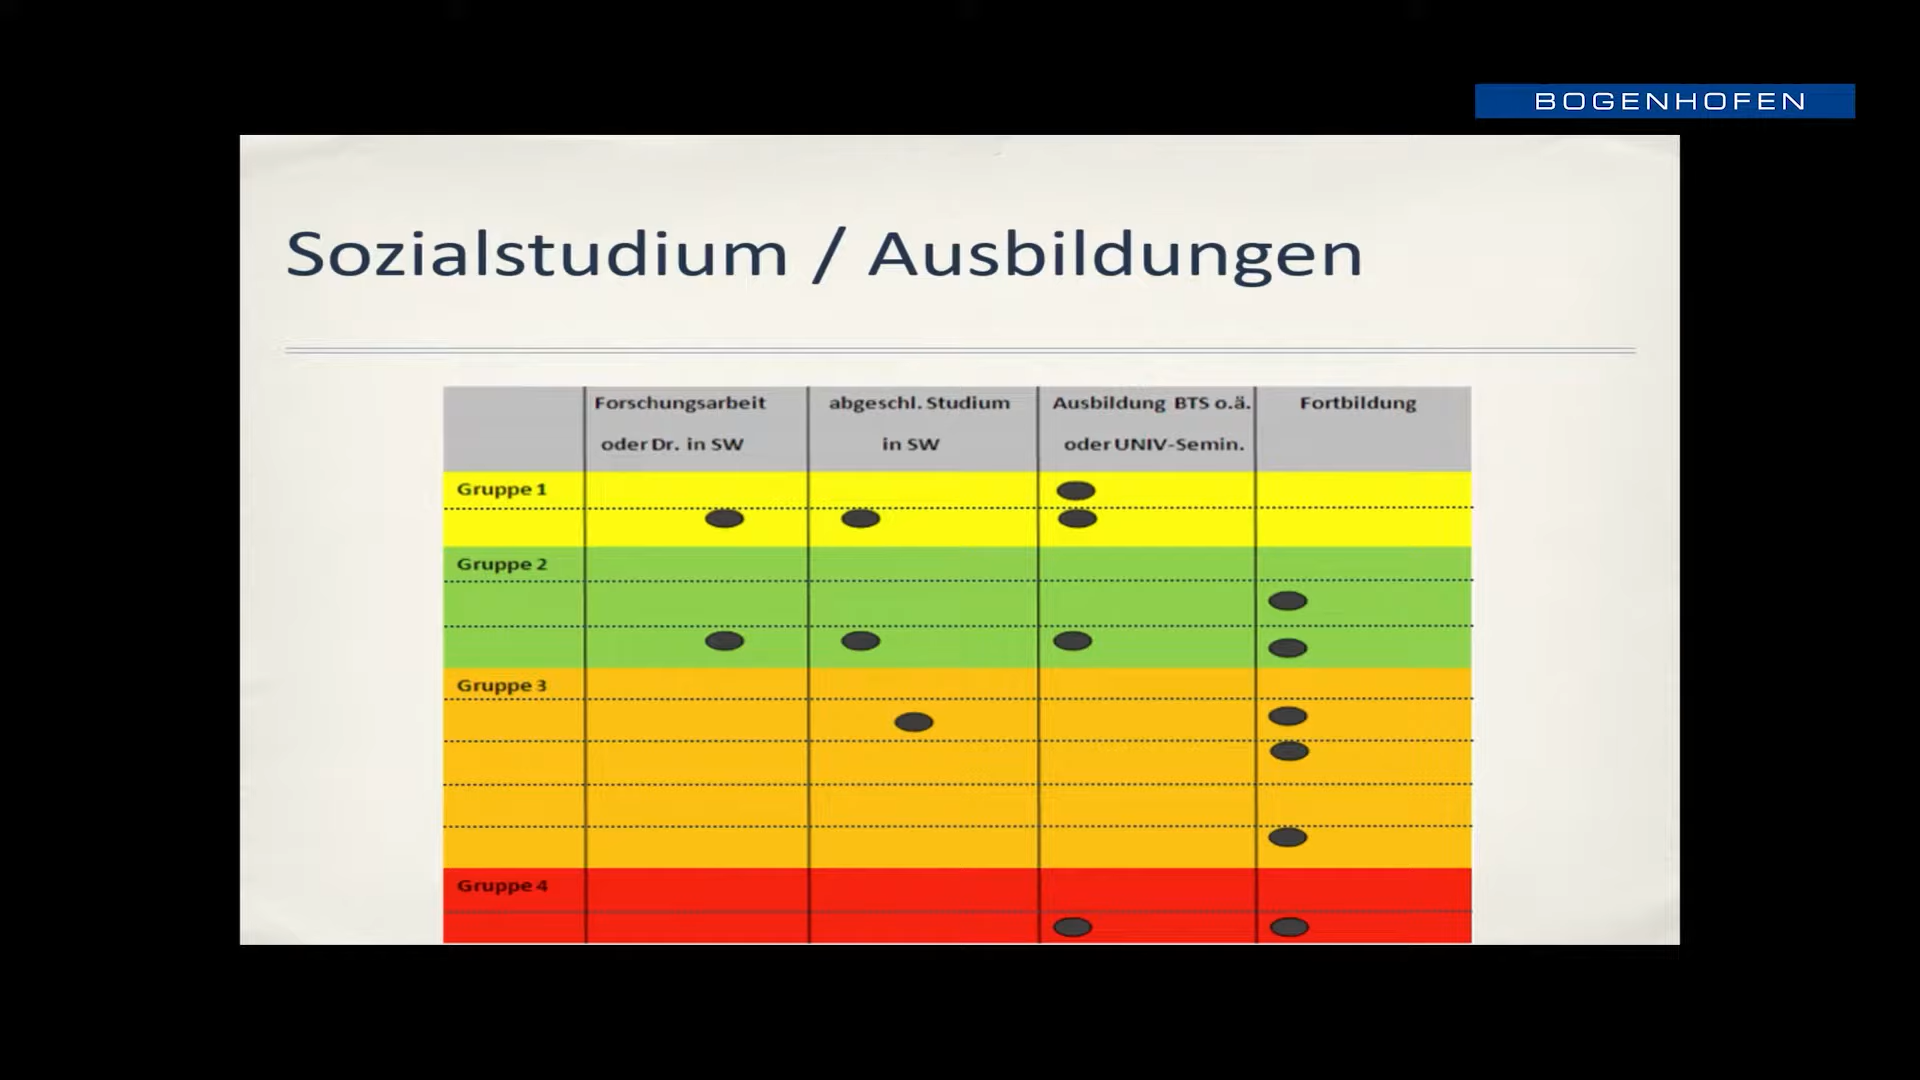 BOGENHOFEN
Sozialstudium / Ausbildungen
Forschungsarbeit
oder Dr. in SW
abgeschl. Studium
in SW
Ausbildung BTS o.ä.
oder UNIV-Semin.
Fortbildung
Gruppe 1
Gruppe 2
Gruppe 3
Gruppe 4